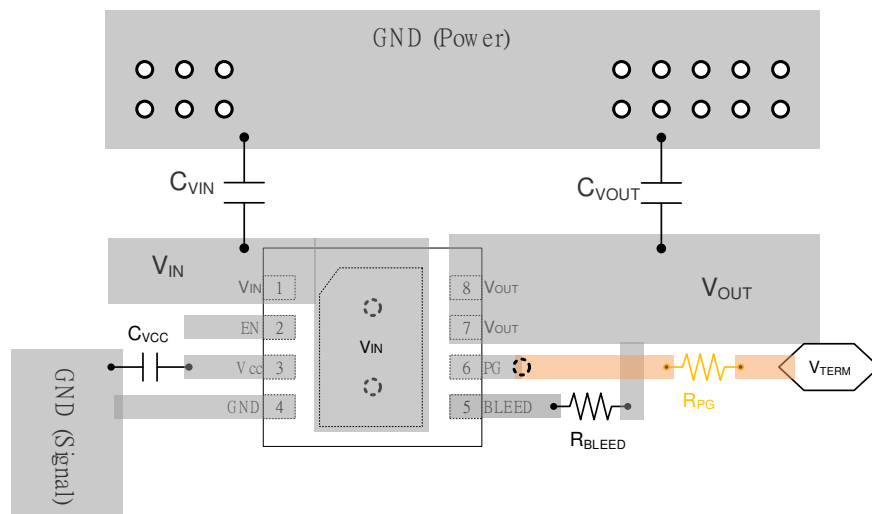 GND (Power)
CVIN
CVOUT
VIN
VIN 1
8 VOUT
VOUT
EN 2
7 VOUT
CVCC
VIN
Vcc 3
6 PG
VTERM
RPG
GND 4
5 BLEED
RBLEED
GND (Signal)